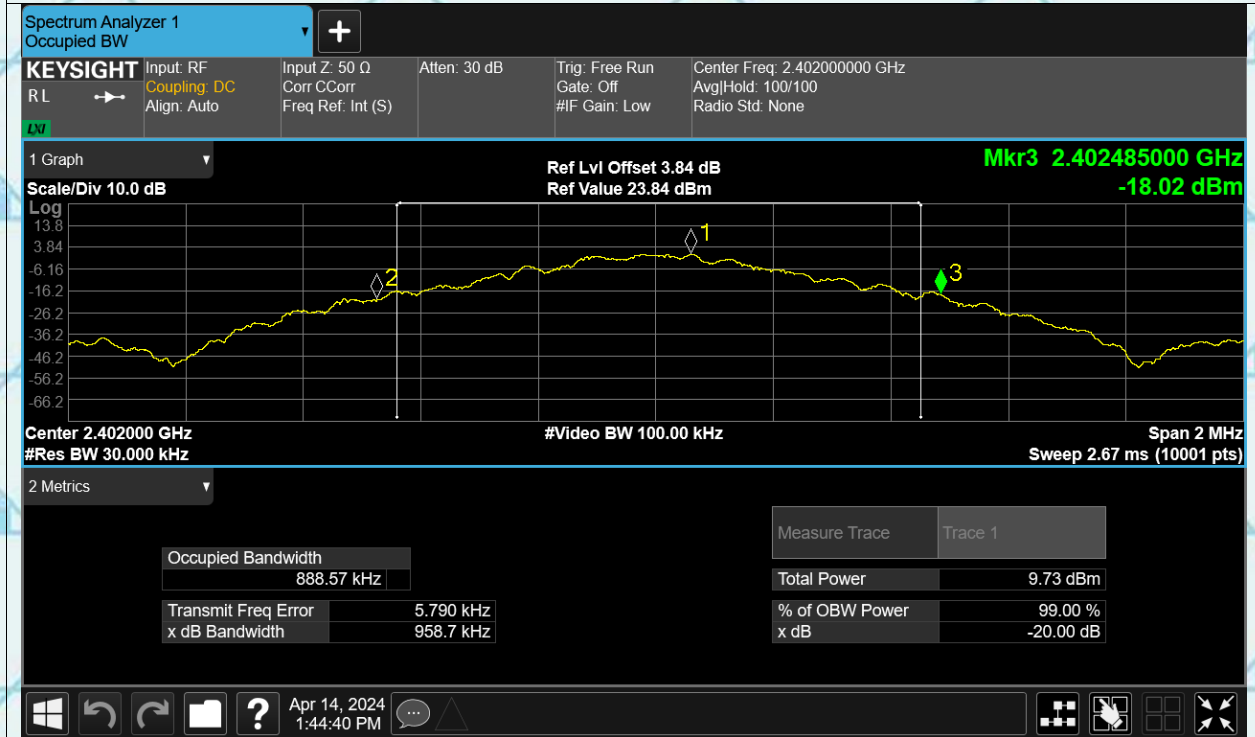 Spectrum Analyzer 1
Occupied BW
+
KEYSIGHT
R L
LXI
Input: RF
Coupling: DC
Align: Auto
Input Z: 50 Ω
Corr CCorr
Freq Ref: Int (S)
Atten: 30 dB
Trig: Free Run
Gate: Off
#IF Gain: Low
Center Freq: 2.402000000 GHz
Avg|Hold: 100/100
Radio Std: None
1 Graph
Scale/Div 10.0 dB
Ref Lvl Offset 3.84 dB
Ref Value 23.84 dBm
Mkr3 2.402485000 GHz
-18.02 dBm
Log
13.8
3.84
-6.16
-16.2
-26.2
-36.2
-46.2
-56.2
-66.2
1
2
3
Center 2.402000 GHz
#Res BW 30.000 kHz
#Video BW 100.00 kHz
Span 2 MHz
Sweep 2.67 ms (10001 pts)
2 Metrics
Occupied Bandwidth
888.57 kHz
Transmit Freq Error 5.790 kHz
x dB Bandwidth 958.7 kHz
Measure Trace Trace 1
Total Power 9.73 dBm
% of OBW Power 99.00 %
x dB -20.00 dB
?
Apr 14, 2024
1:44:40 PM